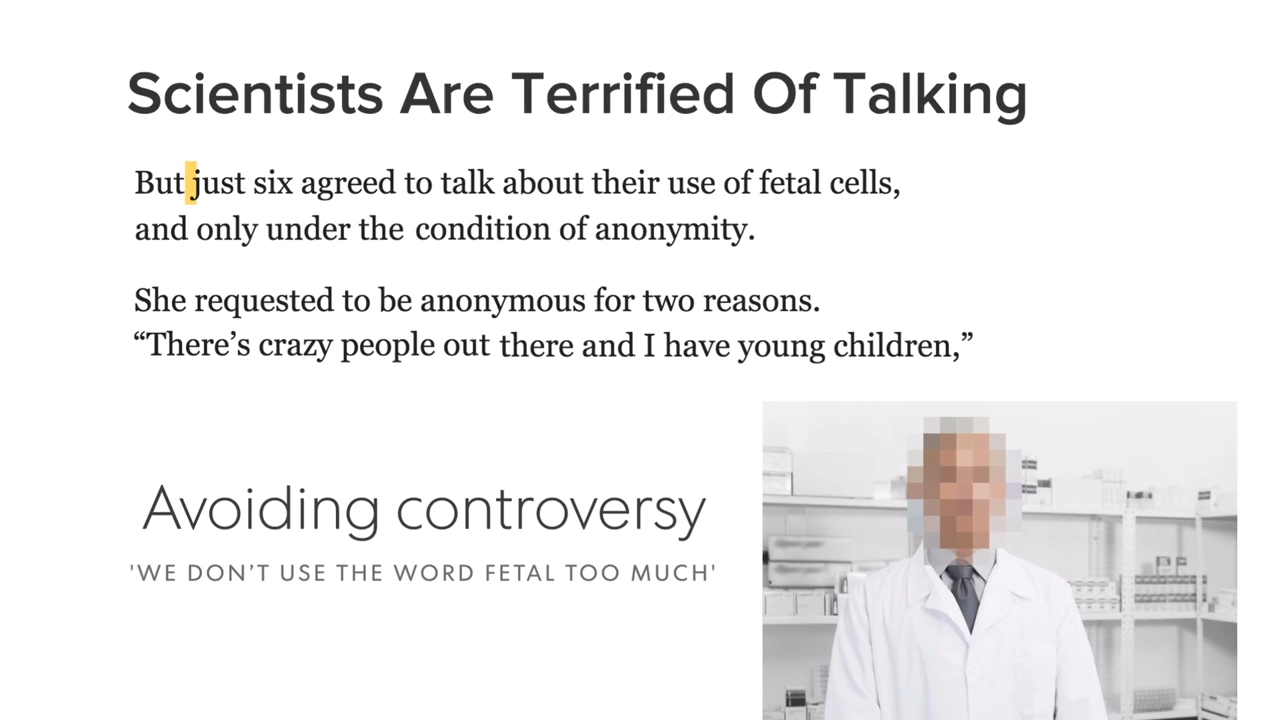 Scientists Are Terrified Of Talking
But just six agreed to talk about their use of fetal cells,
and only under the condition of anonymity.
She requested to be anonymous for two reasons.
“There’s crazy people out there and I have young children,”
Avoiding controversy
'WE DON’T USE THE WORD FETAL TOO MUCH'